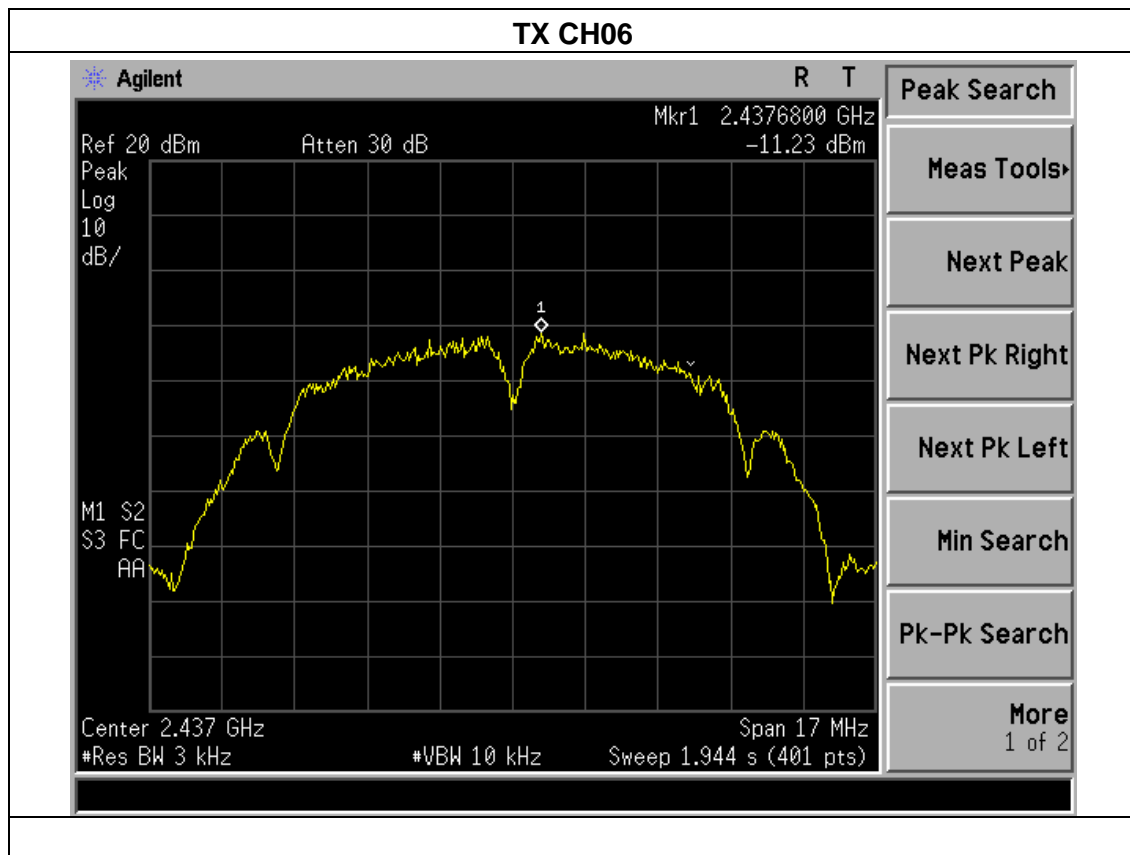 TX CH06
Agilent R T
Peak Search
Mkr1 2.4376800 GHz
Ref 20 dBm Atten 30 dB -11.23 dBm
Peak
Log
10
dB/
1
M1 S2
S3 FC
AA
Center 2.437 GHz Span 17 MHz
#Res BW 3 kHz #VBW 10 kHz Sweep 1.944 s (401 pts)
Meas Tools
Next Peak
Next Pk Right
Next Pk Left
Min Search
Pk-Pk Search
More
1 of 2